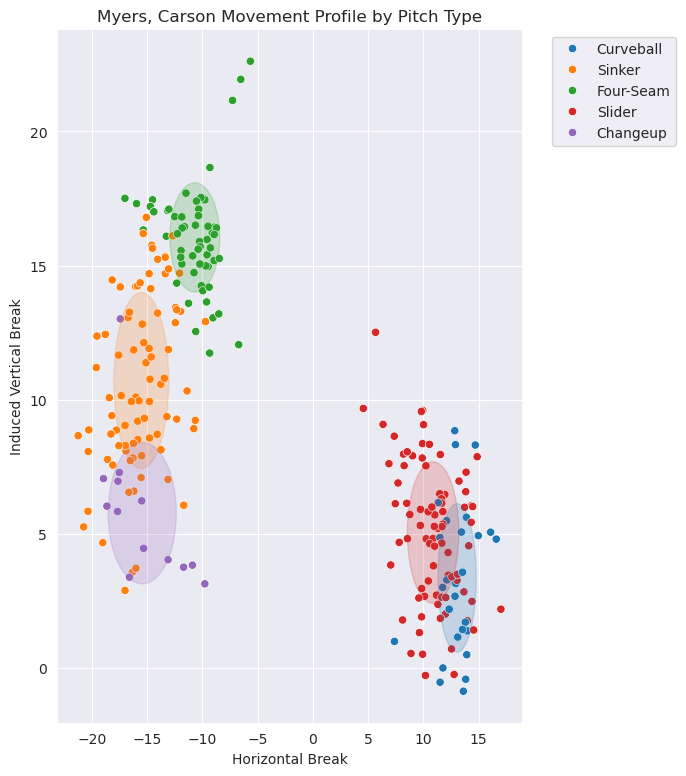 Myers, Carson Movement Profile by Pitch Type
Curveball
Sinker
Four-Seam
Slider
Changeup
Induced Vertical Break
20
15
10
5
0
−20
−15
−10
−5
0
5
10
15
Horizontal Break